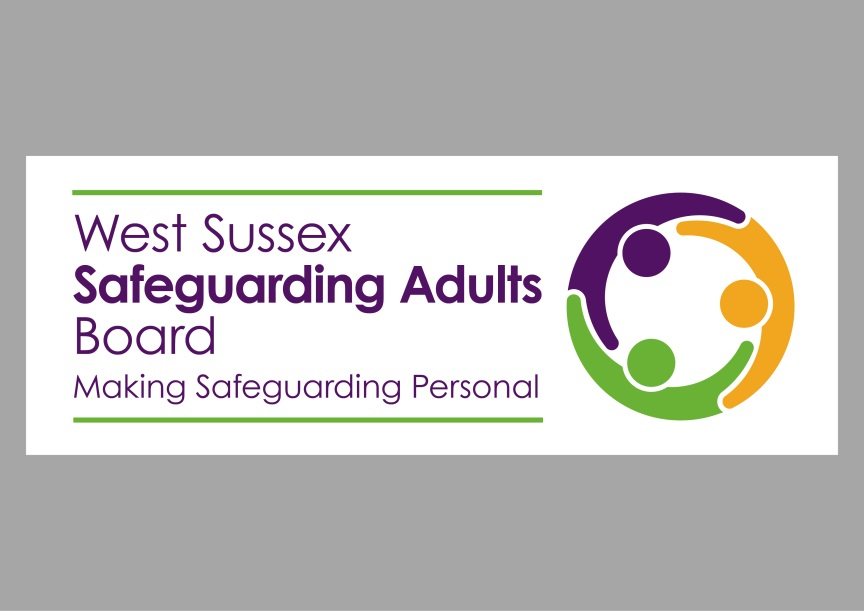 West Sussex
Safeguarding Adults
Board
Making Safeguarding Personal